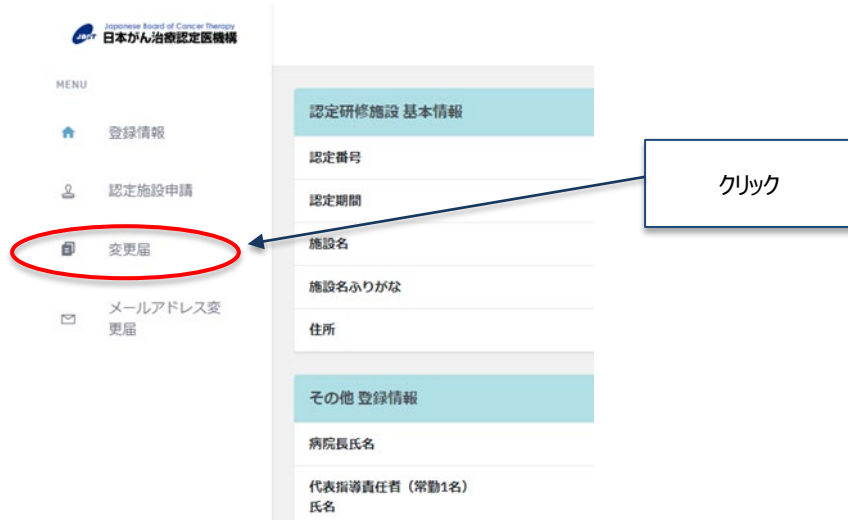 Japanese Board of Cancer Therapy
JBCT 日本がん治療認定医機構
MENU
登録情報
認定施設申請
変更届
メールアドレス変
更届
認定研修施設 基本情報
認定番号
認定期間
施設名
施設名ふりがな
住所
その他 登録情報
病院長氏名
代表指導責任者（常勤1名）
氏名
クリック